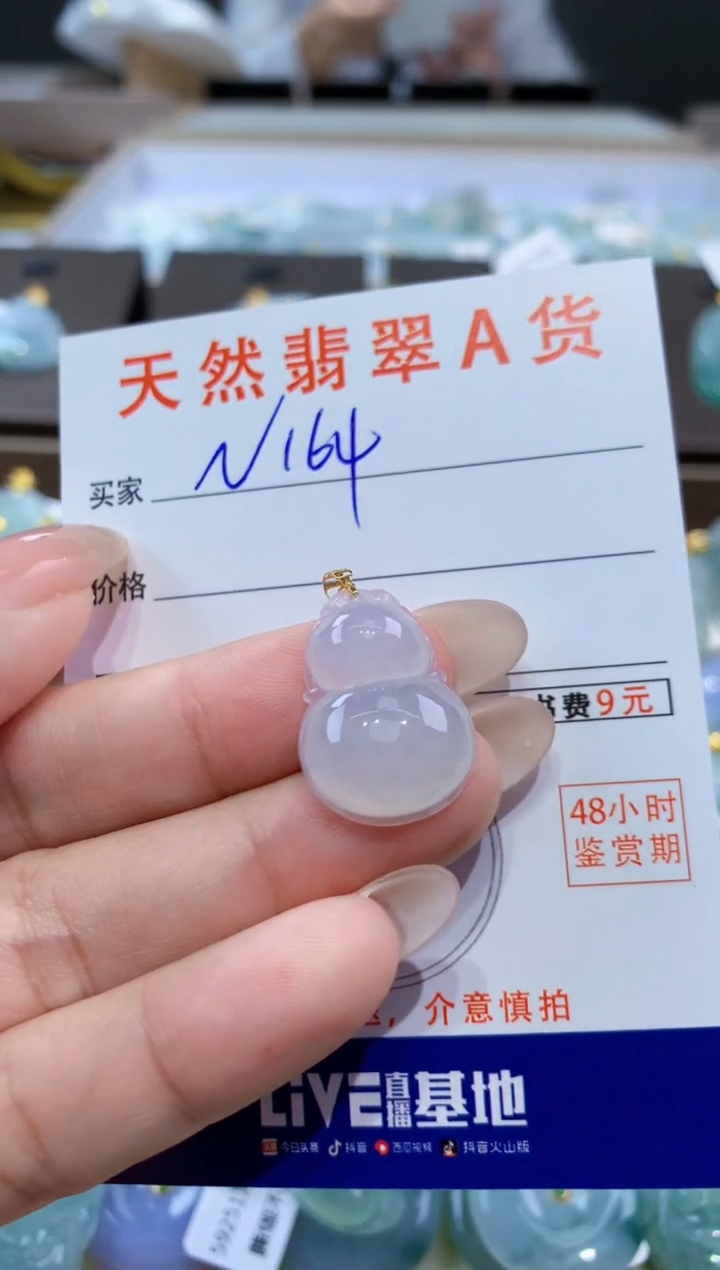 天然翡翠A货
买家 N164
价格
书费9元
48小时
鉴赏期
，介意慎拍
LiVE直播基地
今日头条 抖音 西瓜视频 抖音火山版